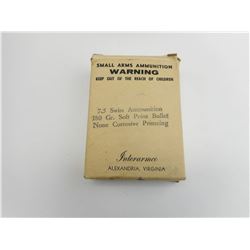 SMALL ARMS AMMUNITION
WARNING
KEEP OUT OF THE REACH OF CHILDREN
7.5 Swiss Ammunition
180 Gr. Soft Point Bullet
None Corrosive Priming
Interarmco
ALEXANDRIA, VIRGINIA